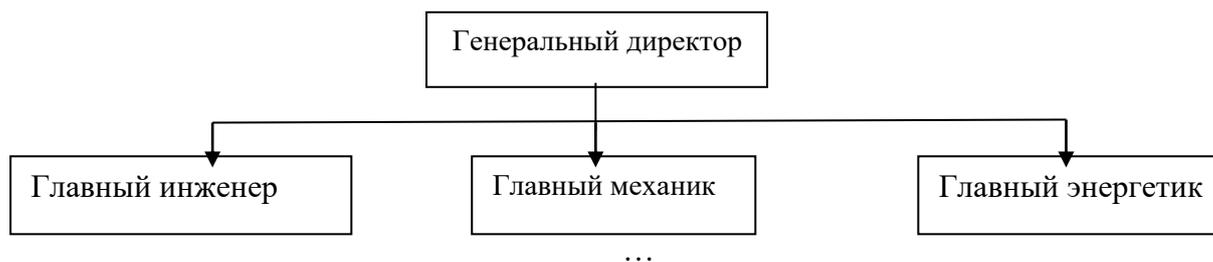 Генеральный директор
Главный инженер
Главный механик
Главный энергетик
…